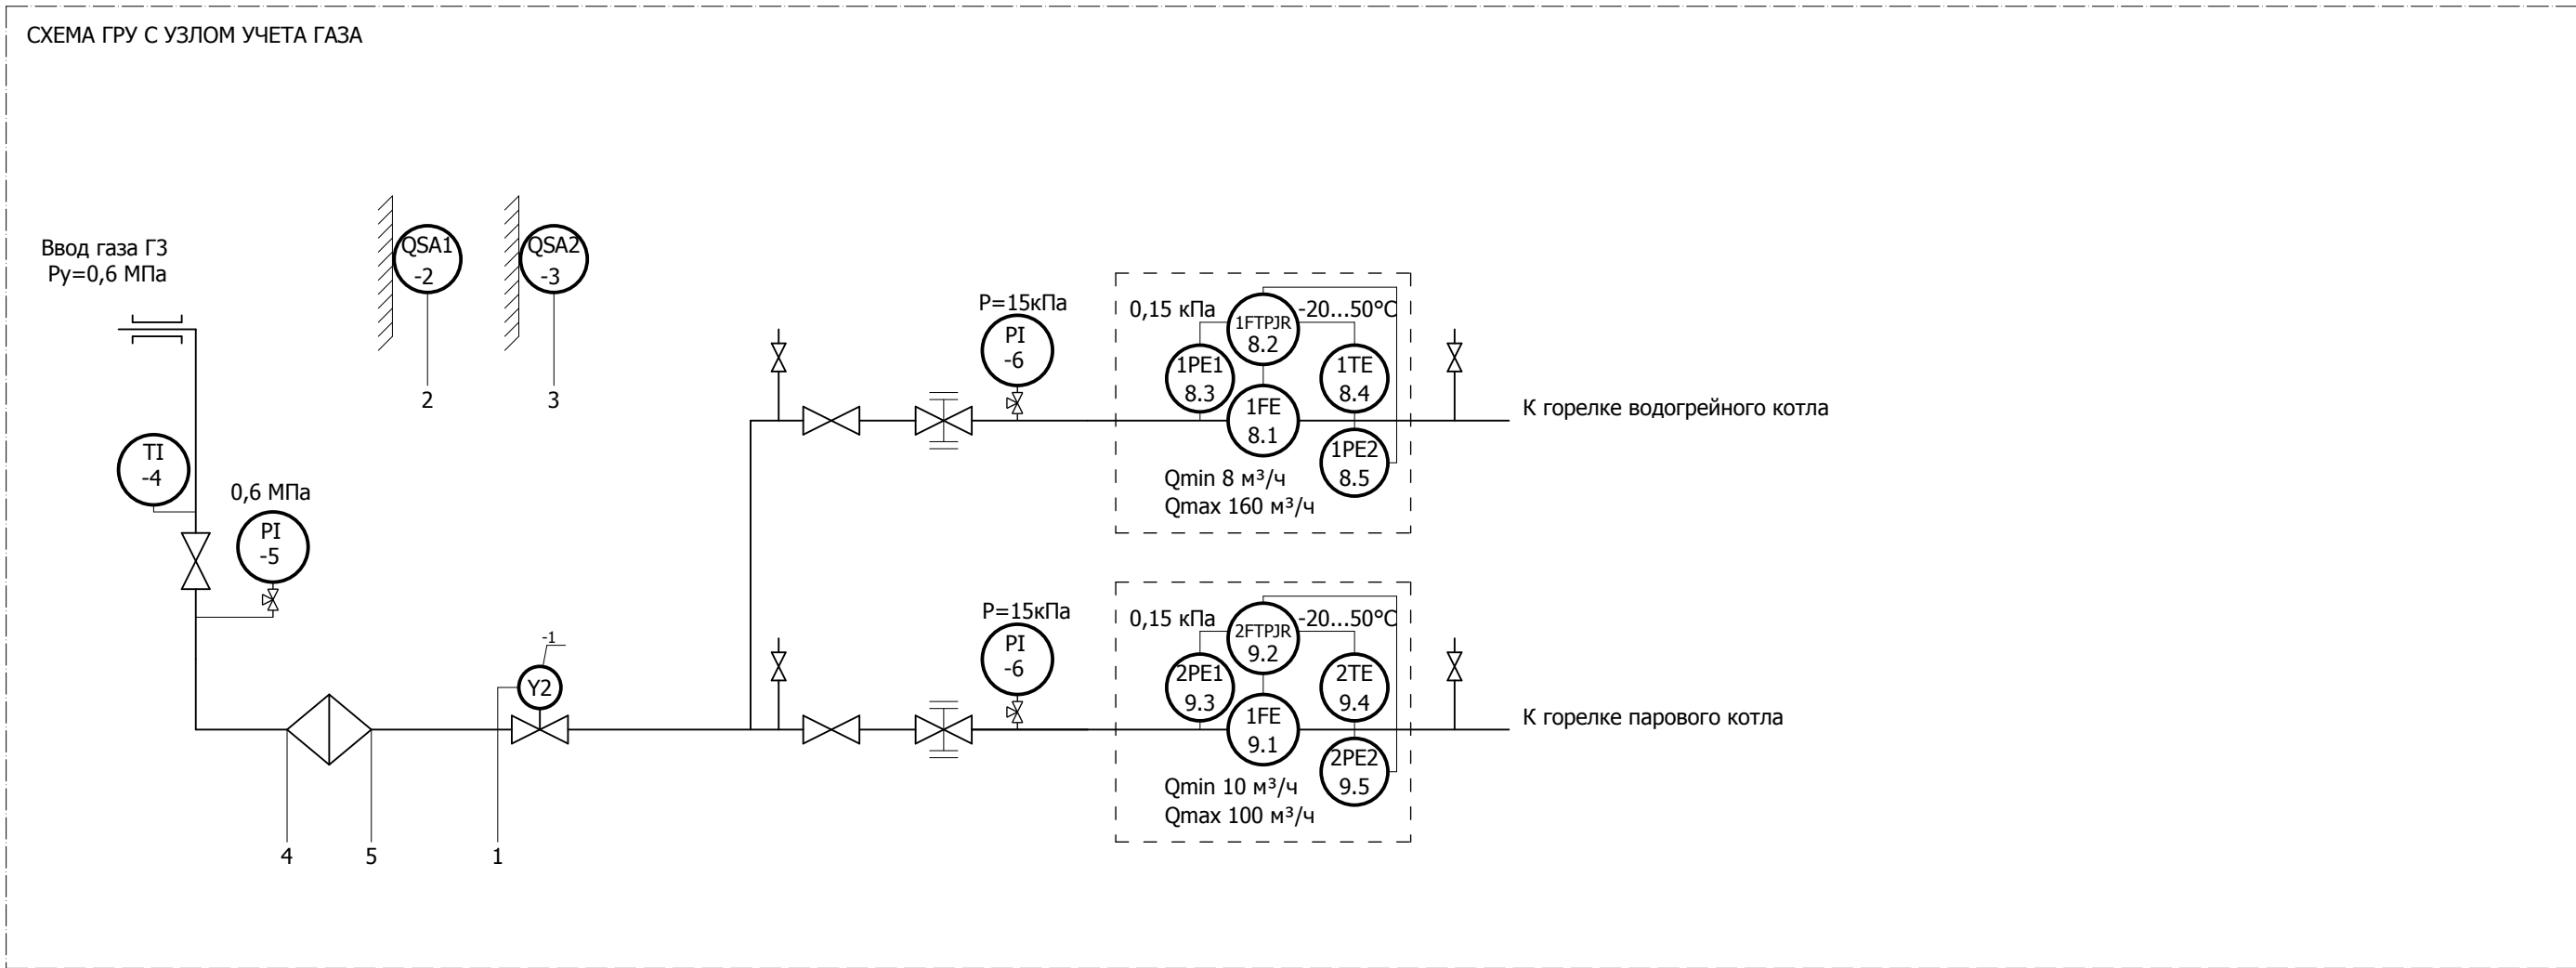 СХЕМА ГРУ С УЗЛОМ УЧЕТА ГАЗА
Ввод газа Г3
Ру=0,6 МПа
QSA1
-2
2
QSA2
-3
3
TI
-4
0,6 МПа
PI
-5
4
5
1
-1
Y2
P=15кПа
PI
-6
0,15 кПа
1FTPJR
8.2
-20...50°C
1PE1
8.3
1TE
8.4
1FE
8.1
1PE2
8.5
Qmin 8 м³/ч
Qmax 160 м³/ч
К горелке водогрейного котла
P=15кПа
PI
-6
0,15 кПа
2FTPJR
9.2
-20...50°C
2PE1
9.3
2TE
9.4
1FE
9.1
2PE2
9.5
Qmin 10 м³/ч
Qmax 100 м³/ч
К горелке парового котла